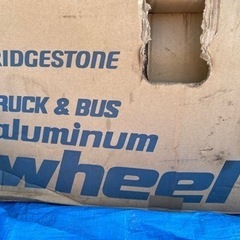 RIDGESTONE
RUCK & BUS
aluminum
wheel